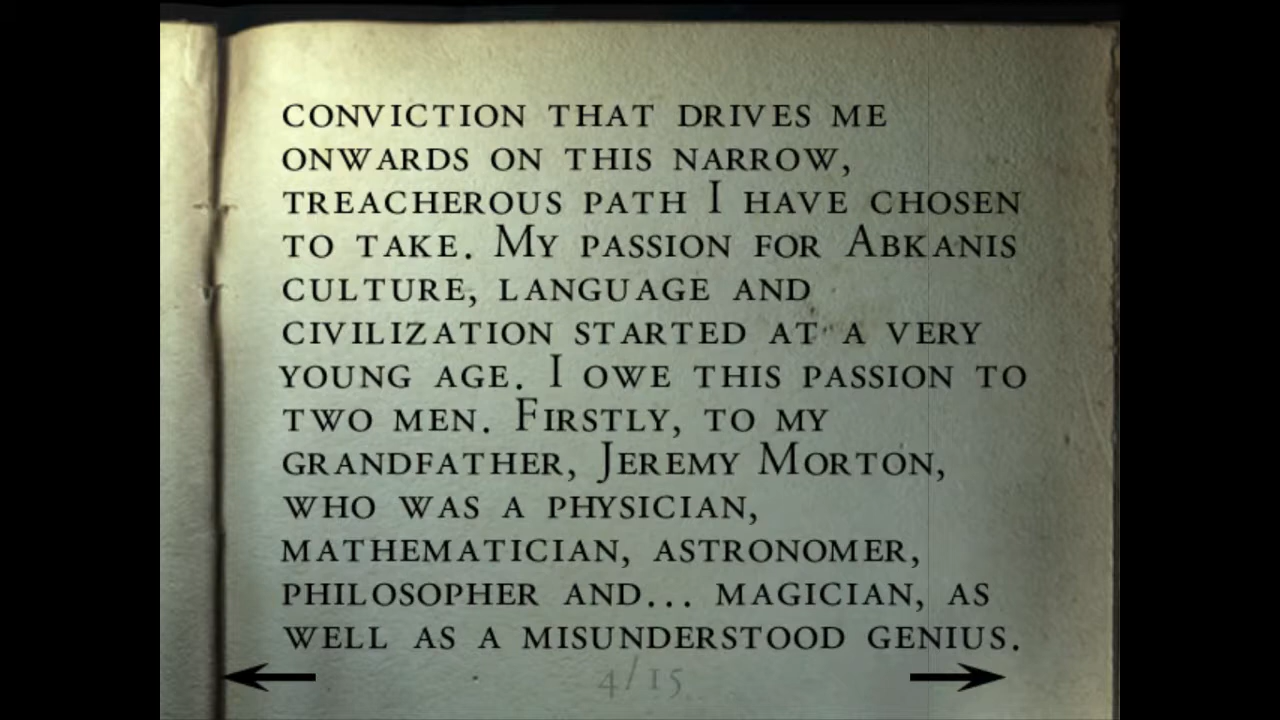 CONVICTION THAT DRIVES ME
ONWARDS ON THIS NARROW,
TREACHEROUS PATH I HAVE CHOSEN
TO TAKE. MY PASSION FOR ABKANIS
CULTURE, LANGUAGE AND
CIVILIZATION STARTED AT A VERY
YOUNG AGE. I OWE THIS PASSION TO
TWO MEN. FIRSTLY, TO MY
GRANDFATHER, JEREMY MORTON,
WHO WAS A PHYSICIAN,
MATHEMATICIAN, ASTRONOMER,
PHILOSOPHER AND... MAGICIAN, AS
WELL AS A MISUNDERSTOOD GENIUS.
4/15